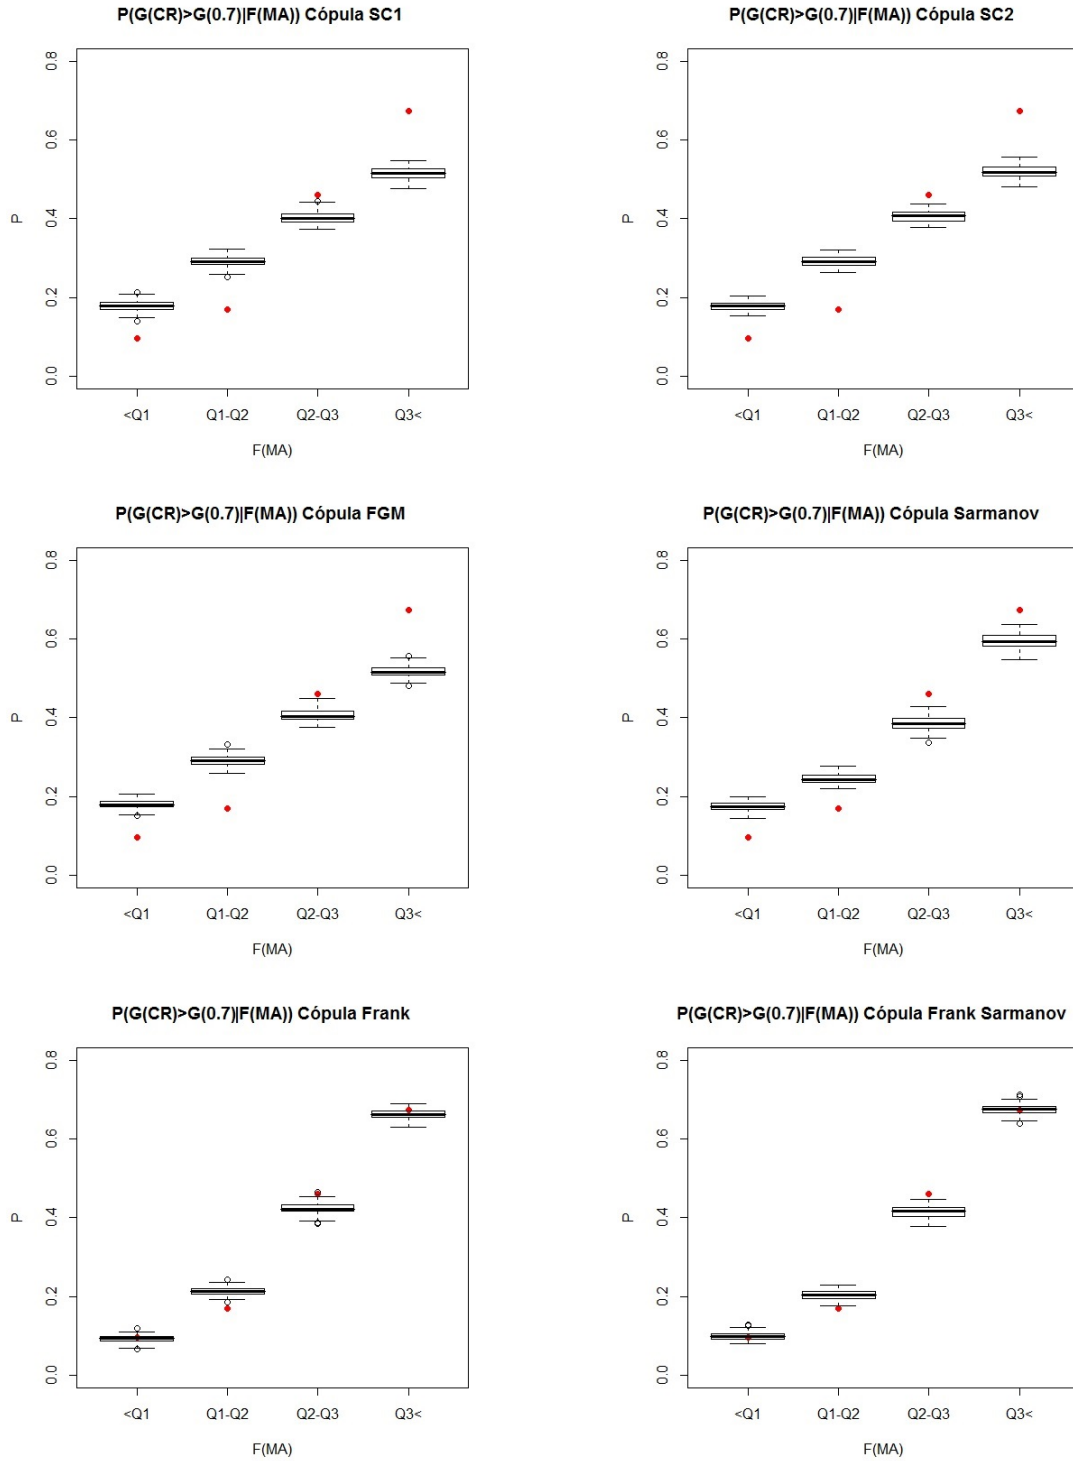 P(G(CR)>G(0.7)|F(MA)) Cópula SC1
0.8
0.6
0.4
0.2
0.0
P
<Q1 Q1-Q2 Q2-Q3 Q3<
F(MA)
P(G(CR)>G(0.7)|F(MA)) Cópula SC2
0.8
0.6
0.4
0.2
0.0
P
<Q1 Q1-Q2 Q2-Q3 Q3<
F(MA)
P(G(CR)>G(0.7)|F(MA)) Cópula FGM
0.8
0.6
0.4
0.2
0.0
P
<Q1 Q1-Q2 Q2-Q3 Q3<
F(MA)
P(G(CR)>G(0.7)|F(MA)) Cópula Sarmanov
0.8
0.6
0.4
0.2
0.0
P
<Q1 Q1-Q2 Q2-Q3 Q3<
F(MA)
P(G(CR)>G(0.7)|F(MA)) Cópula Frank
0.8
0.6
0.4
0.2
0.0
P
<Q1 Q1-Q2 Q2-Q3 Q3<
F(MA)
P(G(CR)>G(0.7)|F(MA)) Cópula Frank Sarmanov
0.8
0.6
0.4
0.2
0.0
P
<Q1 Q1-Q2 Q2-Q3 Q3<
F(MA)